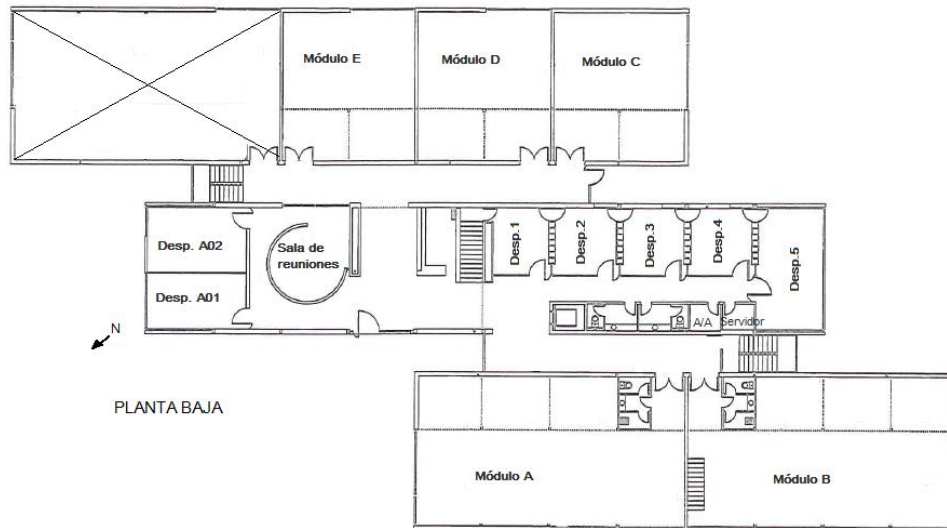 Módulo E
Módulo D
Módulo C
Desp. A02
Sala de
reuniones
Desp.1
Desp.2
Desp.3
Desp.4
Desp.5
Desp. A01
N
A/A
Servidor
PLANTA BAJA
Módulo A
Módulo B